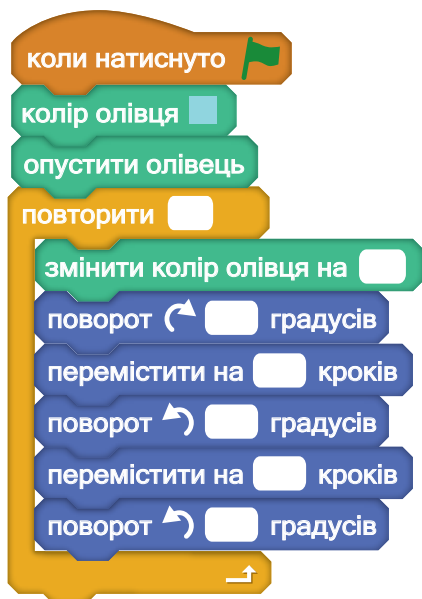 коли натиснуто
колір олівця
опустити олівець
повторити
змінити колір олівця на
поворот градусів
перемістити на кроків
поворот градусів
перемістити на кроків
поворот градусів